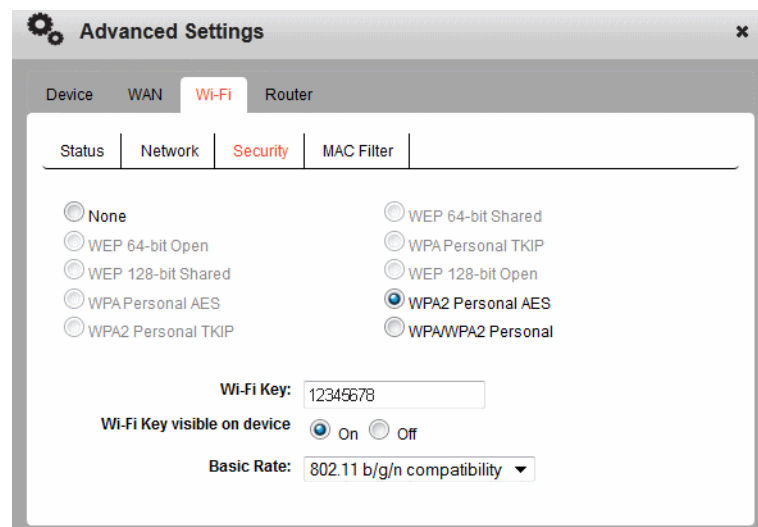 Advanced Settings
Device WAN Wi-Fi Router
Status Network Security MAC Filter
None WEP 64-bit Shared
WEP 64-bit Open WPA Personal TKIP
WEP 128-bit Shared WEP 128-bit Open
WPA Personal AES WPA2 Personal AES
WPA2 Personal TKIP WPA/WPA2 Personal
Wi-Fi Key: 12345678
Wi-Fi Key visible on device On Off
Basic Rate: 802.11 b/g/n compatibility